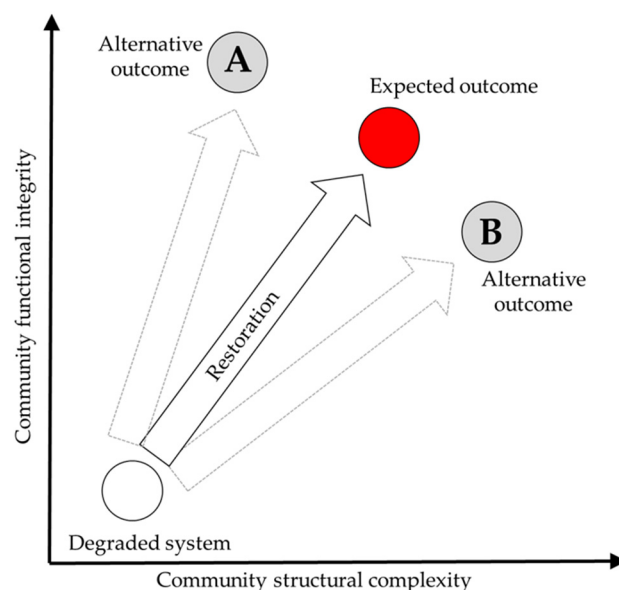 Alternative
outcome
A
Expected outcome
B
Alternative
outcome
Restoration
Community functional integrity
Degraded system
Community structural complexity